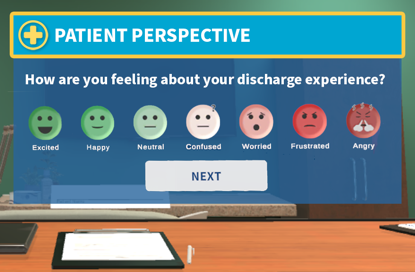 PATIENT PERSPECTIVE
How are you feeling about your discharge experience?
Excited Happy Neutral Confused Worried Frustrated Angry
NEXT